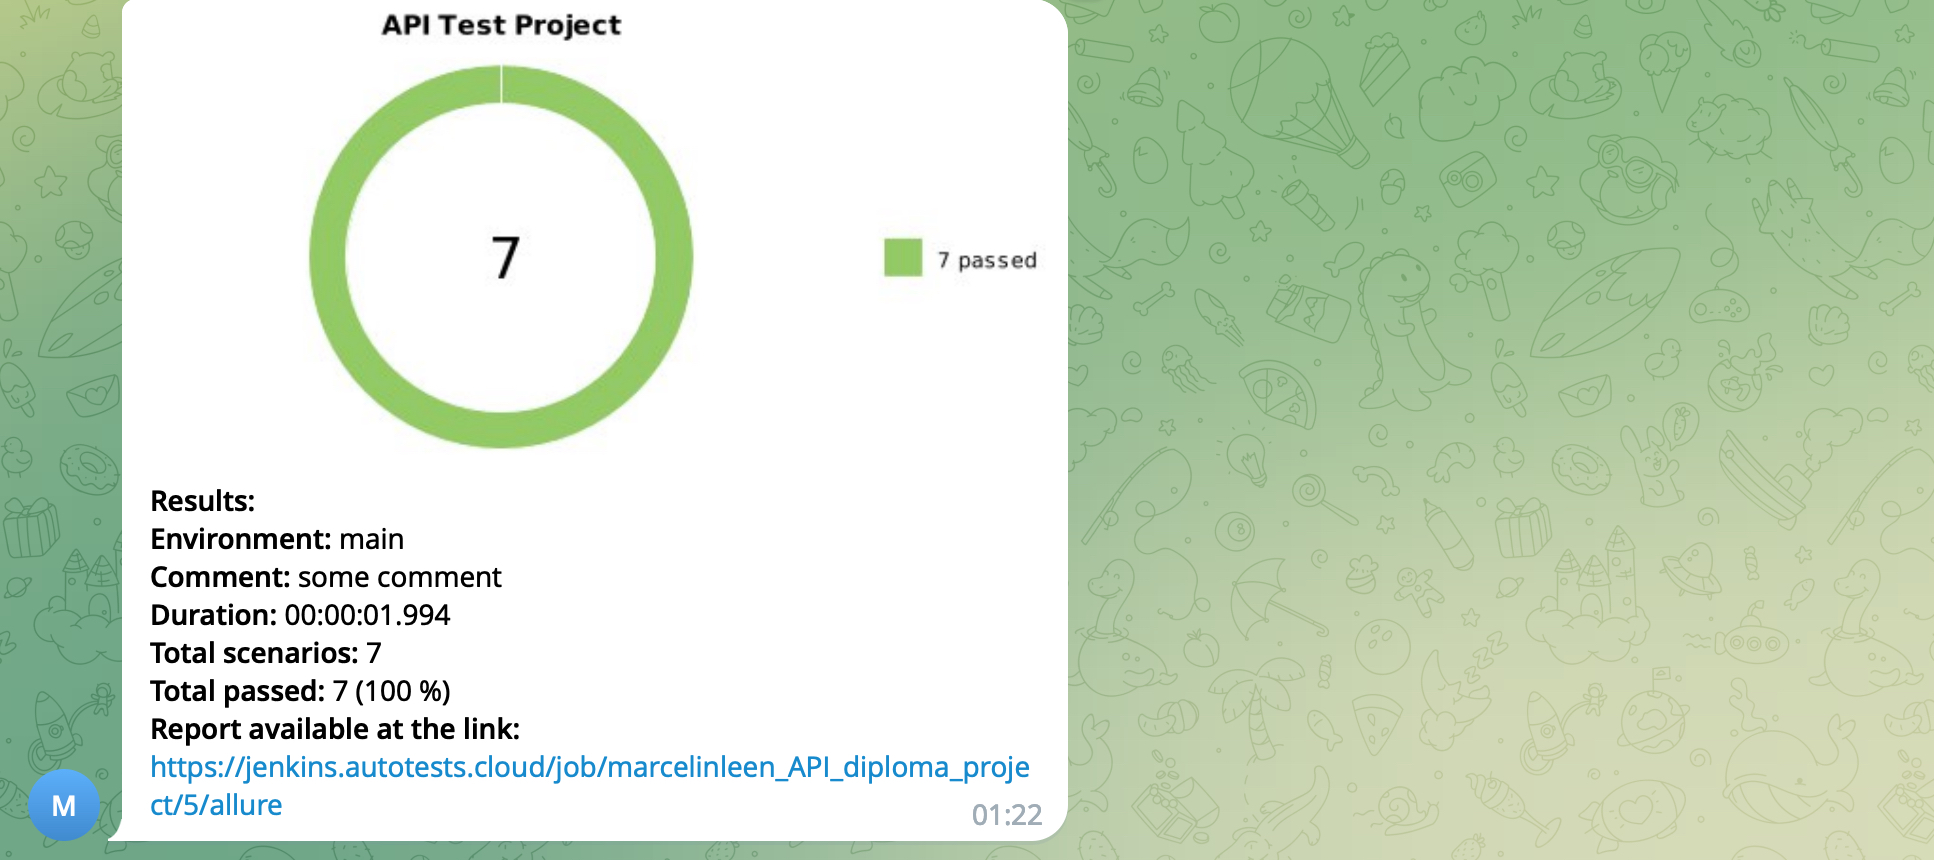 API Test Project
7
7 passed
Results:
Environment: main
Comment: some comment
Duration: 00:00:01.994
Total scenarios: 7
Total passed: 7 (100 %)
Report available at the link:
https://jenkins.autotests.cloud/job/marcelinleen_API_diploma_proje
ct/5/allure
01:22
M